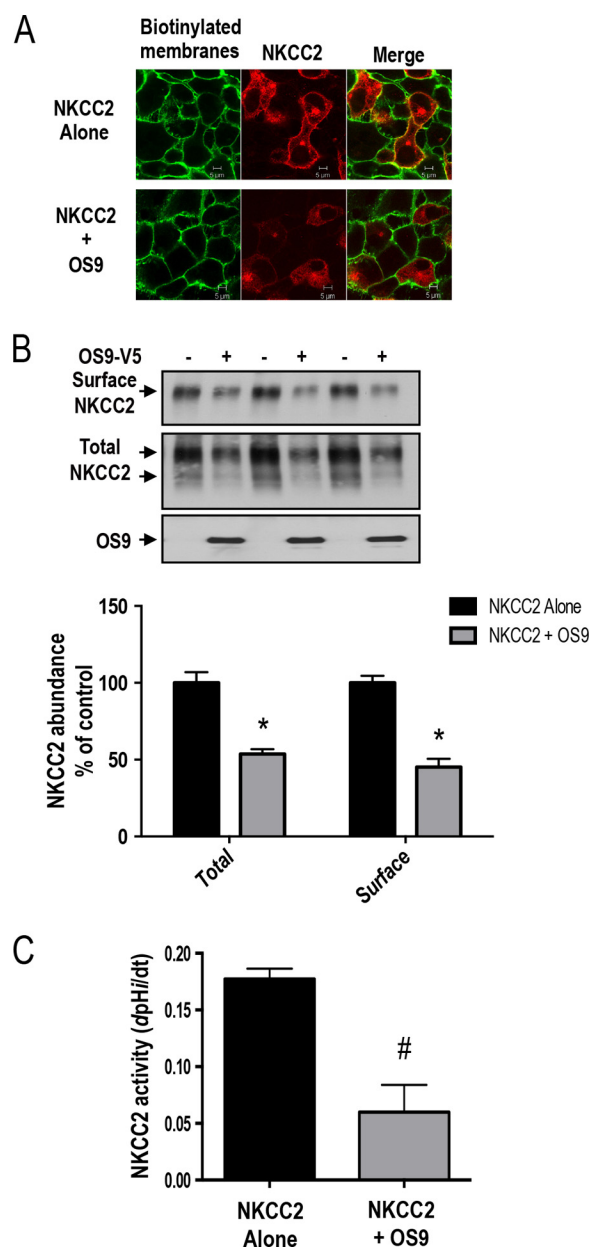 A
Biotinylated
membranes
NKCC2
Merge
NKCC2
Alone
5 µm
5 µm
5 µm
NKCC2
+
OS9
5 µm
5 µm
5 µm
B
OS9-V5 - + - + - +
Surface
NKCC2
Total
NKCC2
OS9
NKCC2 Alone
NKCC2 + OS9
NKCC2 abundance
% of control
150
100
50
0
*
*
Total
Surface
C
NKCC2 activity (dpHi/dt)
0.20
0.15
0.10
0.05
0.00
#
NKCC2
Alone
NKCC2
+ OS9